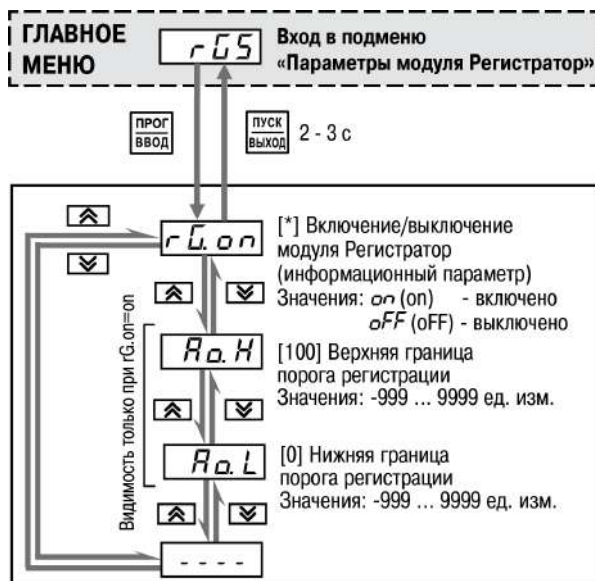 ГЛАВНОЕ
МЕНЮ
rGS
Вход в подменю
«Параметры модуля Регистратор»
ПРОГ
ВВОД
ПУСК
ВЫХОД
2 - 3 с
rG.on
[*] Включение/выключение
модуля Регистратор
(информационный параметр)
Значения: on (on) - включено
oFF (oFF) - выключено
Видимость только при rG.on=on
Ao.H
[100] Верхняя граница
порога регистрации
Значения: -999 ... 9999 ед. изм.
Ao.L
[0] Нижняя граница
порога регистрации
Значения: -999 ... 9999 ед. изм.
- - - -